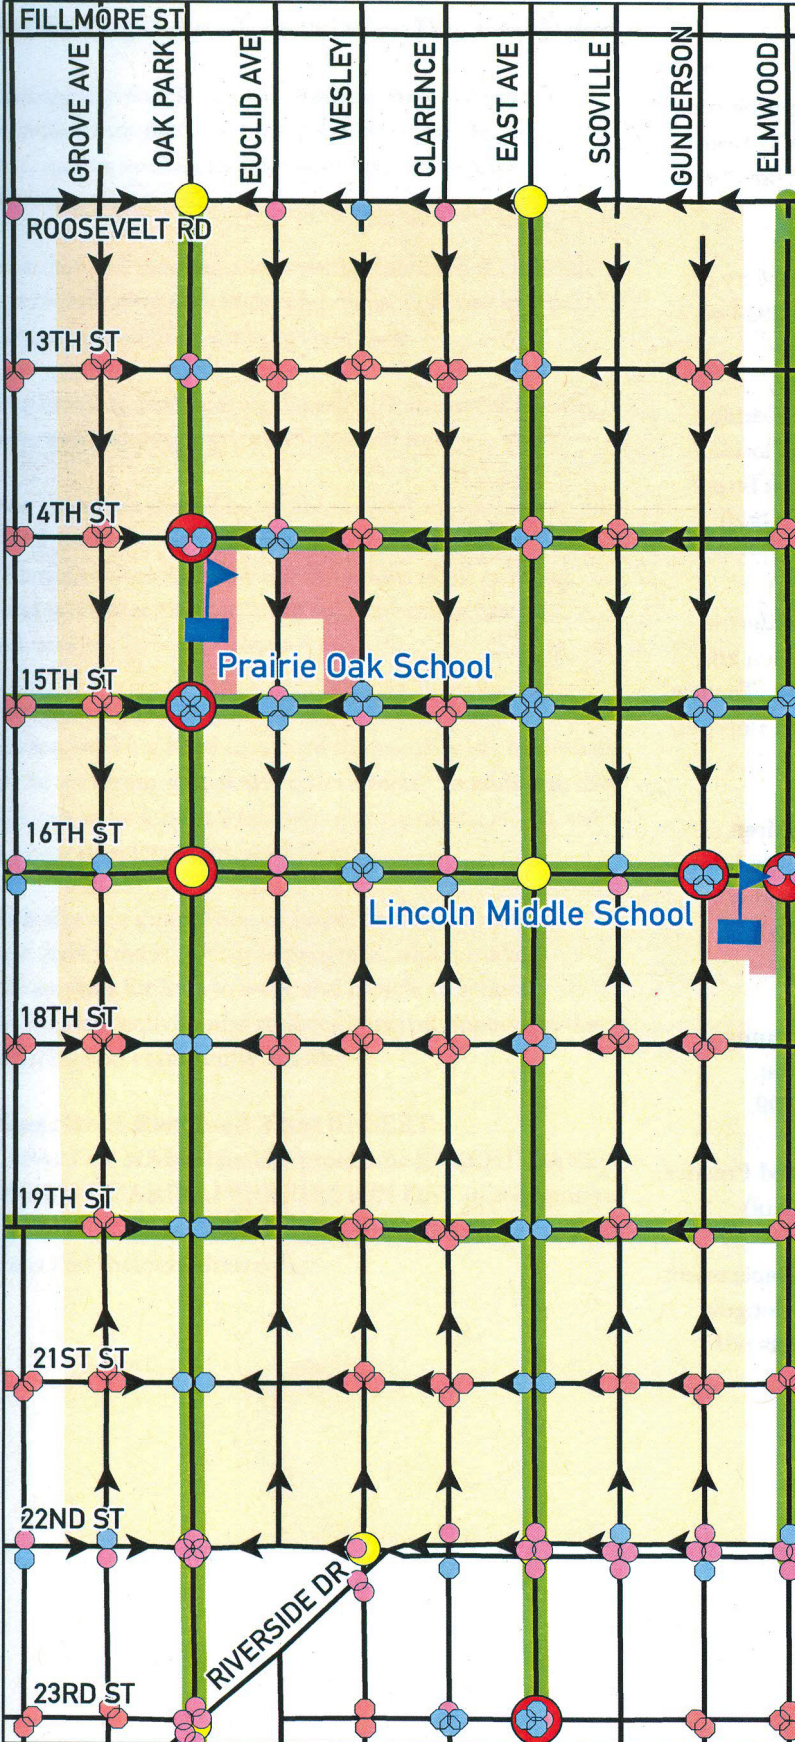 FILLMORE ST
GROVE AVE
OAK PARK
EUCLID AVE
WESLEY
CLARENCE
EAST AVE
SCOVILLE
GUNDERSON
ELMWOOD
ROOSEVELT RD
13TH ST
14TH ST
Prairie Oak School
15TH ST
16TH ST
Lincoln Middle School
18TH ST
19TH ST
21ST ST
22ND ST
RIVERSIDE DR
23RD ST